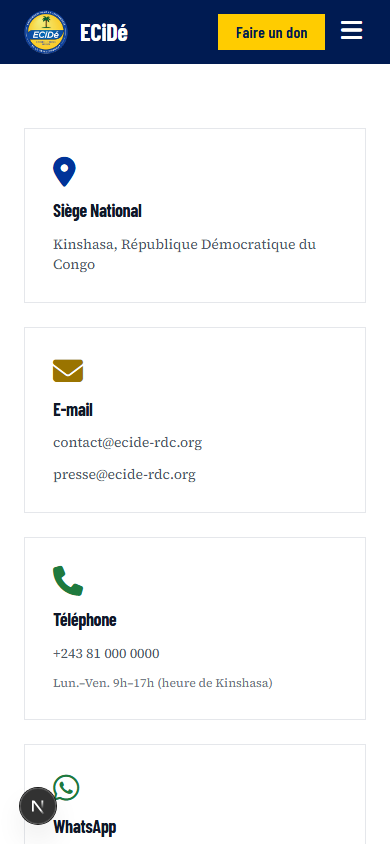 ECiDé
ECiDé
Faire un don
Siège National
Kinshasa, République Démocratique du
Congo
E-mail
contact@ecide-rdc.org
presse@ecide-rdc.org
Téléphone
+243 81 000 0000
Lun.–Ven. 9h–17h (heure de Kinshasa)
N
WhatsApp